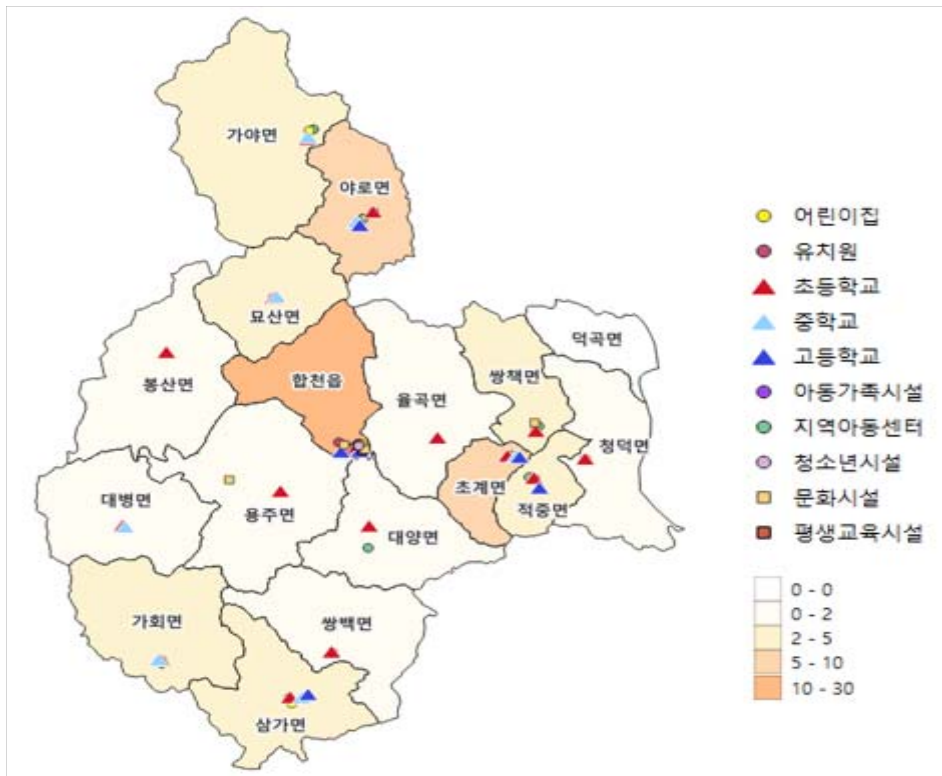 가야면
야로면
묘산면
덕곡면
봉산면
합천읍
율곡면
쌍책면
청덕면
초계면
대병면
용주면
적중면
대양면
가회면
쌍백면
삼가면
어린이집
유치원
초등학교
중학교
고등학교
아동가족시설
지역아동센터
청소년시설
문화시설
평생교육시설
0 - 0
0 - 2
2 - 5
5 - 10
10 - 30